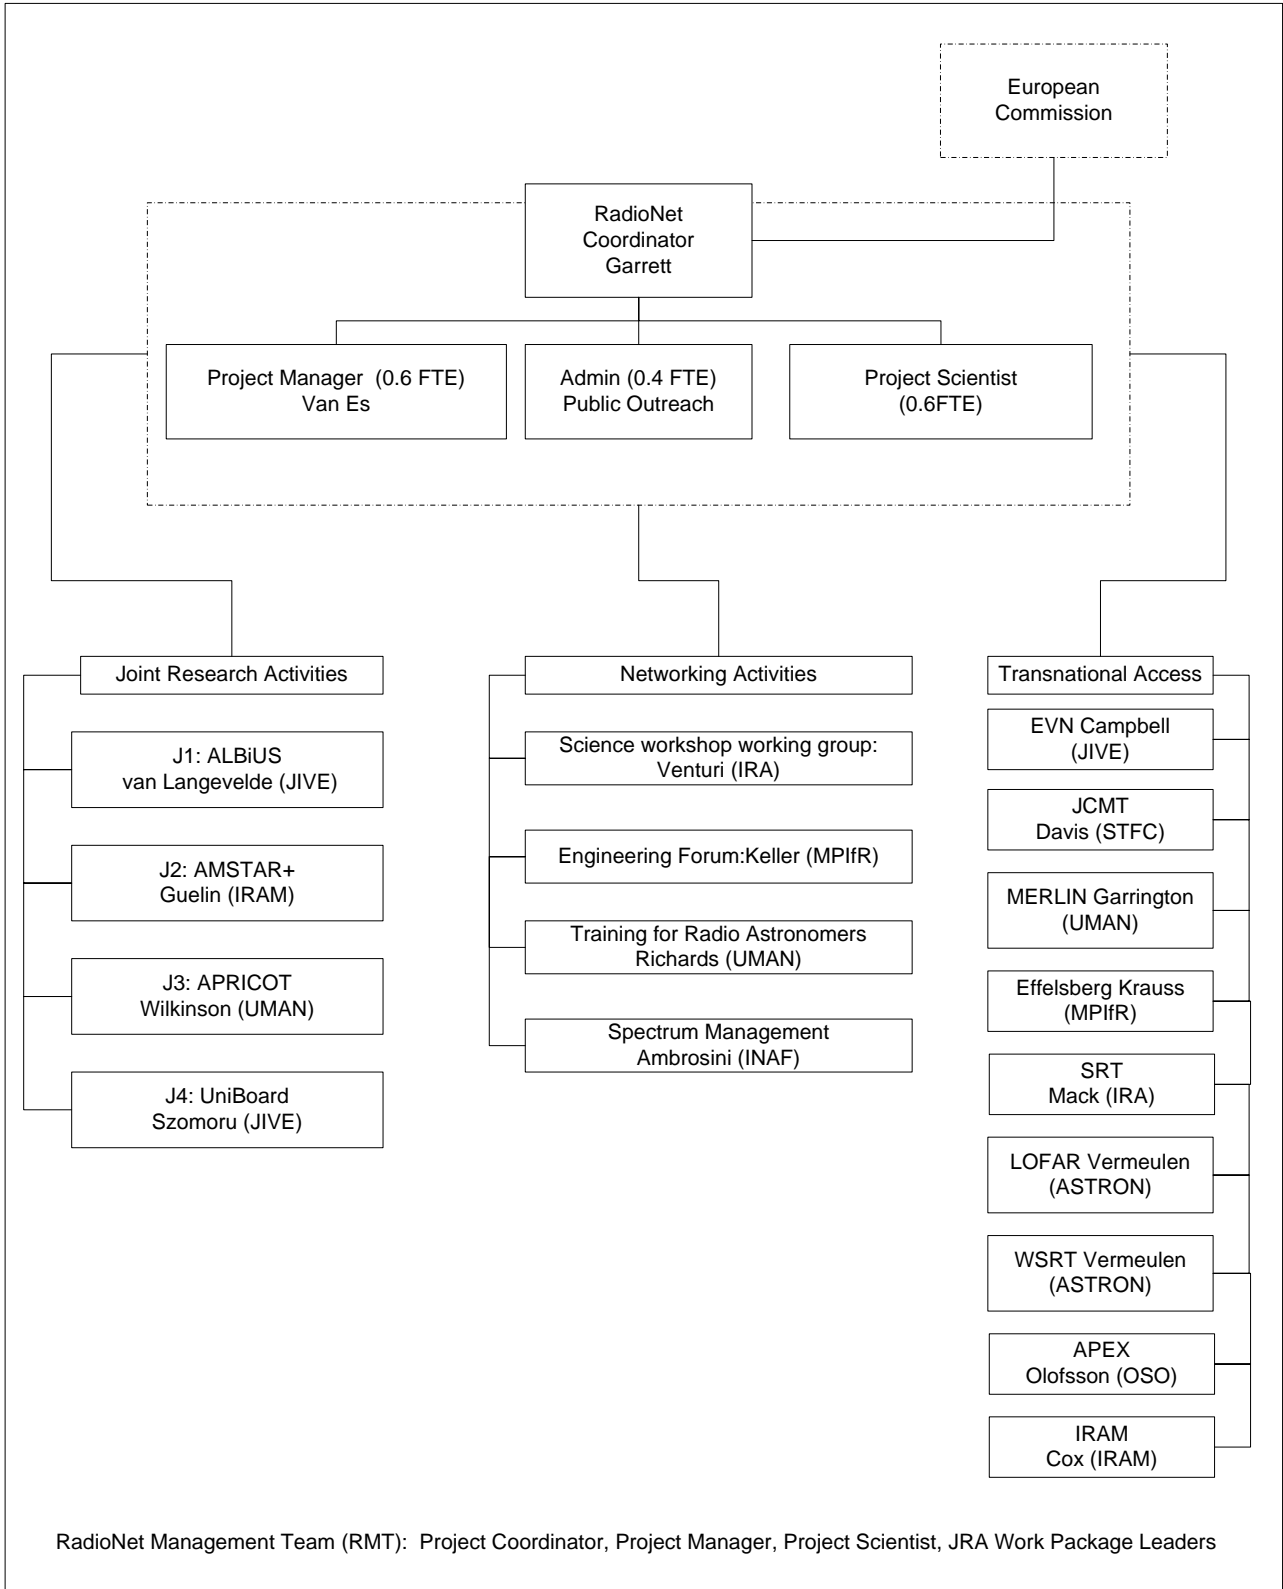 European
Commission
RadioNet
Coordinator
Garrett
Project Manager  (0.6 FTE)
Van Es
Admin (0.4 FTE)
Public Outreach
Project Scientist
(0.6FTE)
Joint Research Activities
J1: ALBiUS
van Langevelde (JIVE)
J2: AMSTAR+
Guelin (IRAM)
J3: APRICOT
Wilkinson (UMAN)
J4: UniBoard
Szomoru (JIVE)
Networking Activities
Science workshop working group:
Venturi (IRA)
Engineering Forum:Keller (MPIfR)
Training for Radio Astronomers
Richards (UMAN)
Spectrum Management
Ambrosini (INAF)
Transnational Access
EVN Campbell
(JIVE)
JCMT
Davis (STFC)
MERLIN Garrington
(UMAN)
Effelsberg Krauss
(MPIfR)
SRT
Mack (IRA)
LOFAR Vermeulen
(ASTRON)
WSRT Vermeulen
(ASTRON)
APEX
Olofsson (OSO)
IRAM
Cox (IRAM)
RadioNet Management Team (RMT):  Project Coordinator, Project Manager, Project Scientist, JRA Work Package Leaders